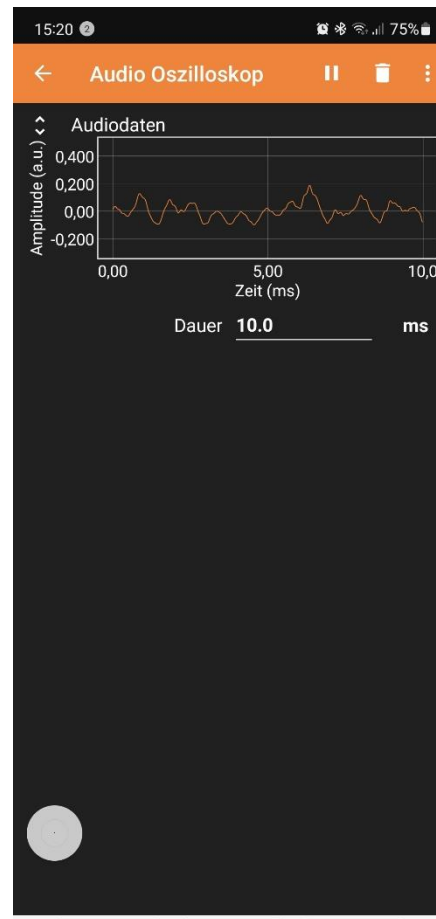 15:20 2 75%
Audio Oszilloskop
Audiodaten
Amplitude (a.u.)
0,400
0,200
0,00
-0,200
0,00 5,00 10,0
Zeit (ms)
Dauer 10.0 ms